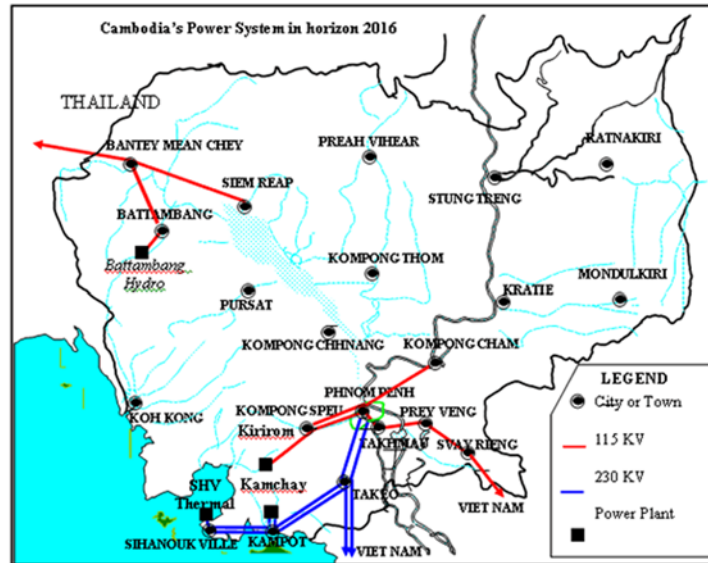 Cambodia's Power System in horizon 2016
THAILAND
BANTEY MEAN CHEY
PREAH VIHEAR
RATNAKIRI
SIEM REAP
STUNG TRENG
BATTAMBANG
Battambang
Hydro
KOMPONG THOM
MONDULKIRI
PURSAT
KRATIE
KOMPONG CHHNANG
KOMPONG CHAM
LEGEND
PHNOM PENH
City or Town
KOH KONG
KOMPONG SPEU
PREY VENG
Kirirom
TAKHMAU
115 KV
SVAY RIENG
SHV
Thermal
Kamchay
TAKEO
230 KV
VIET NAM
Power Plant
SIHANOUK VILLE
KAMPOT
VIET NAM